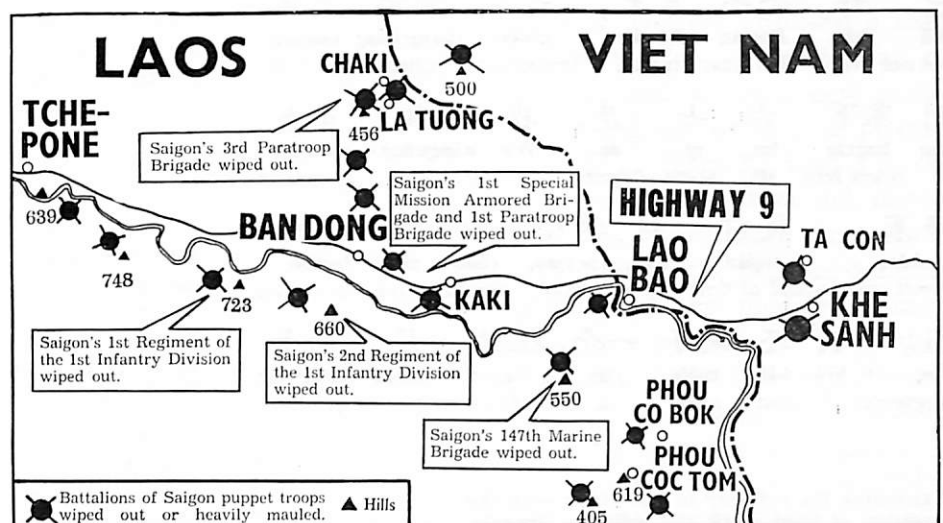 LAOS
VIET NAM
CHAKI
500
TCHE-
PONE
456
LA TUONG
Saigon's 3rd Paratroop
Brigade wiped out.
Saigon's 1st Special
Mission Armored Bri-
gade and 1st Paratroop
Brigade wiped out.
HIGHWAY 9
639
BAN DONG
LAO
BAO
TA CON
748
723
KAKI
KHE
SANH
660
Saigon's 1st Regiment of
the 1st Infantry Division
wiped out.
Saigon's 2nd Regiment of
the 1st Infantry Division
wiped out.
550
PHOU
CO BOK
Saigon's 147th Marine
Brigade wiped out.
PHOU
COC TOM
619
405
Battalions of Saigon puppet troops
wiped out or heavily mauled.
Hills